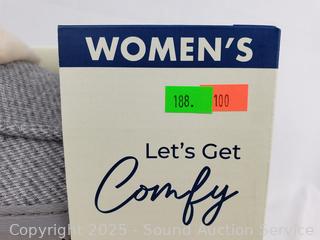 WOMEN'S
188. 100
Let's Get
Comfy
Copyright 2025 - Sound Auction Service